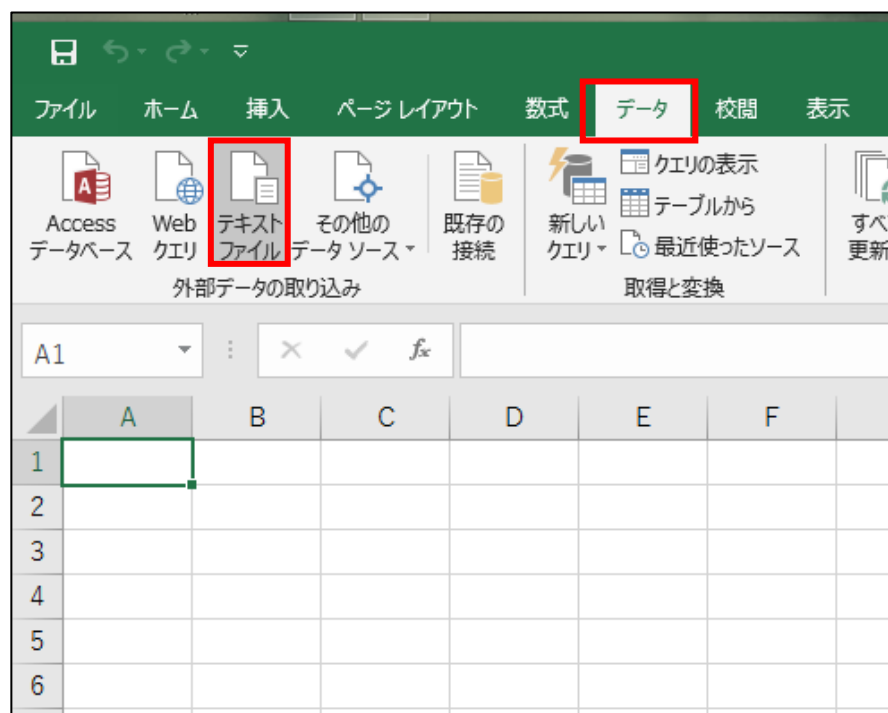 ファイル ホーム 挿入 ページ レイアウト 数式 データ 校閲 表示
Access データベース
Web クエリ
テキスト ファイル
その他の データ ソース
既存の 接続
外部データの取り込み
新しい クエリ
クエリの表示
テーブルから
最近使ったソース
取得と変換
すべ
更新
A1 fx
A B C D E F
1
2
3
4
5
6